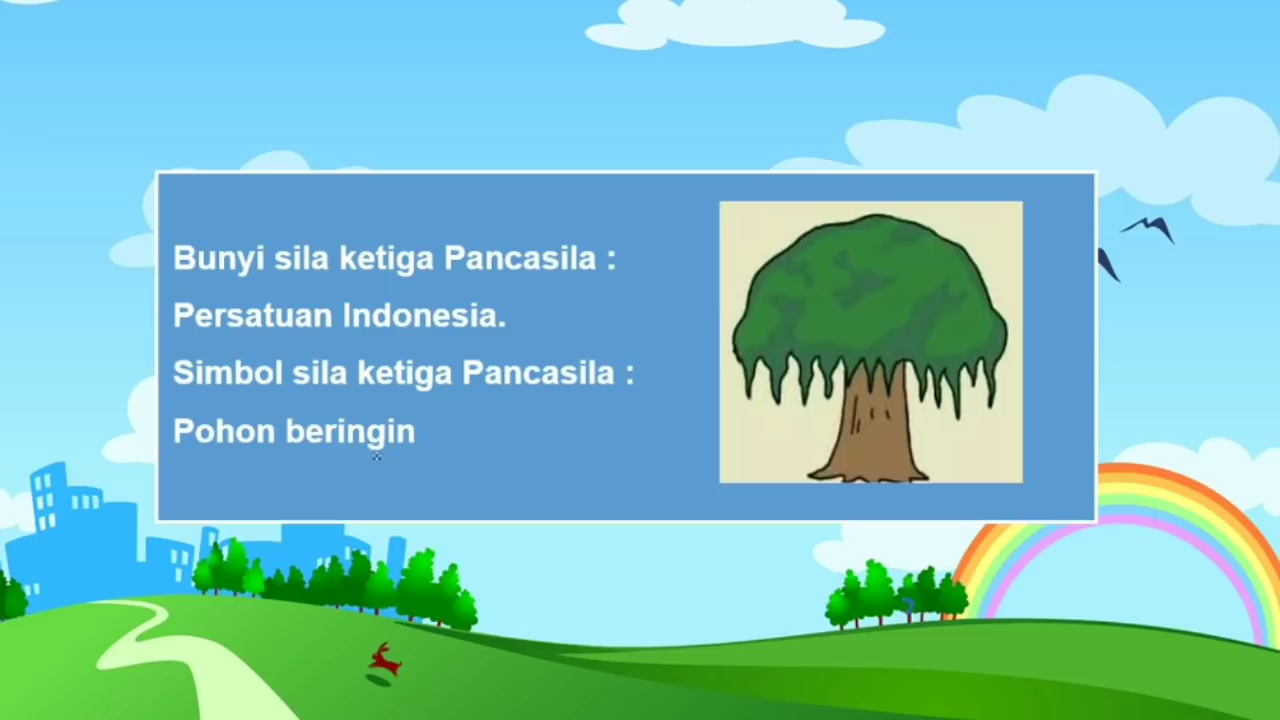 Bunyi sila ketiga Pancasila :
Persatuan Indonesia.
Simbol sila ketiga Pancasila :
Pohon beringin